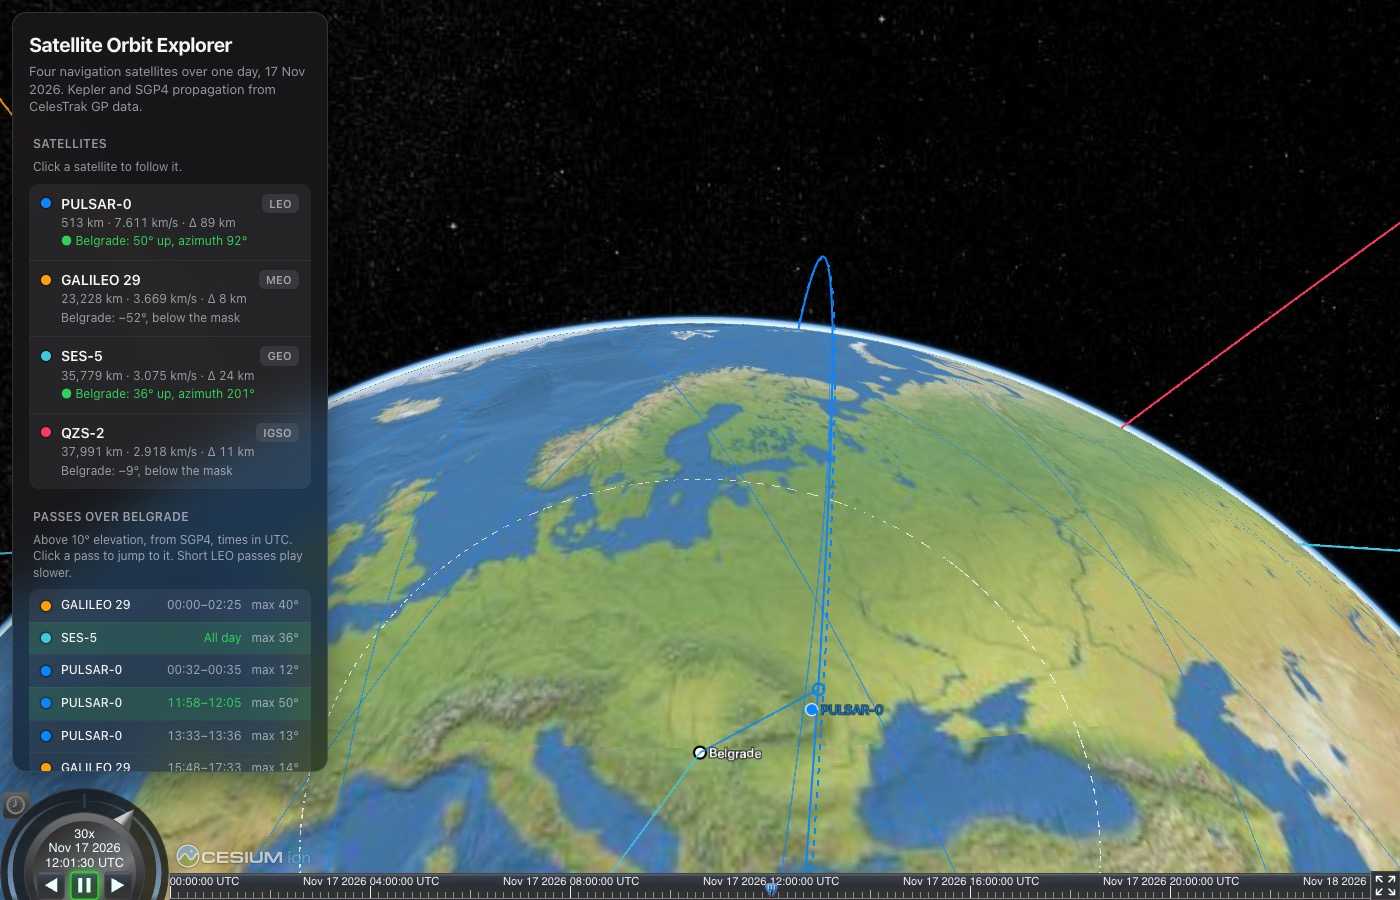 Satellite Orbit Explorer
Four navigation satellites over one day, 17 Nov
2026. Kepler and SGP4 propagation from
CelesTrak GP data.
SATELLITES
Click a satellite to follow it.
PULSAR-0 LEO
513 km · 7.611 km/s · Δ 89 km
Belgrade: 50° up, azimuth 92°
GALILEO 29 MEO
23,228 km · 3.669 km/s · Δ 8 km
Belgrade: −52°, below the mask
SES-5 GEO
35,779 km · 3.075 km/s · Δ 24 km
Belgrade: 36° up, azimuth 201°
QZS-2 IGSO
37,991 km · 2.918 km/s · Δ 11 km
Belgrade: −9°, below the mask
PASSES OVER BELGRADE
Above 10° elevation, from SGP4, times in UTC.
Click a pass to jump to it. Short LEO passes play
slower.
GALILEO 29 00:00–02:25 max 40°
SES-5 All day max 36°
PULSAR-0 00:32–00:35 max 12°
PULSAR-0 11:58–12:05 max 50°
PULSAR-0 13:33–13:36 max 13°
GALILEO 29 15:48–17:33 max 14°
PULSAR-0
Belgrade
30x
Nov 17 2026
12:01:30 UTC
CESIUM ion
00:00:00 UTC Nov 17 2026 04:00:00 UTC Nov 17 2026 08:00:00 UTC Nov 17 2026 12:00:00 UTC Nov 17 2026 16:00:00 UTC Nov 17 2026 20:00:00 UTC Nov 18 2026